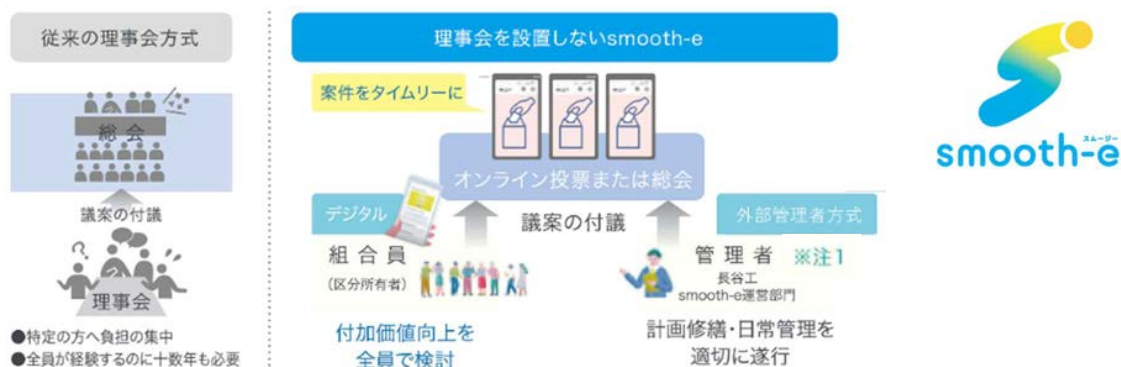 従来の理事会方式
総会
議案の付議
理事会
●特定の方へ負担の集中
●全員が経験するのに十数年も必要
理事会を設置しないsmooth-e
案件をタイムリーに
オンライン投票または総会
デジタル
議案の付議
外部管理者方式
組合員
(区分所有者)
管理者 ※注1
長谷工
smooth-e運営部門
付加価値向上を
全員で検討
計画修繕・日常管理を
適切に遂行
スムージー
smooth-e